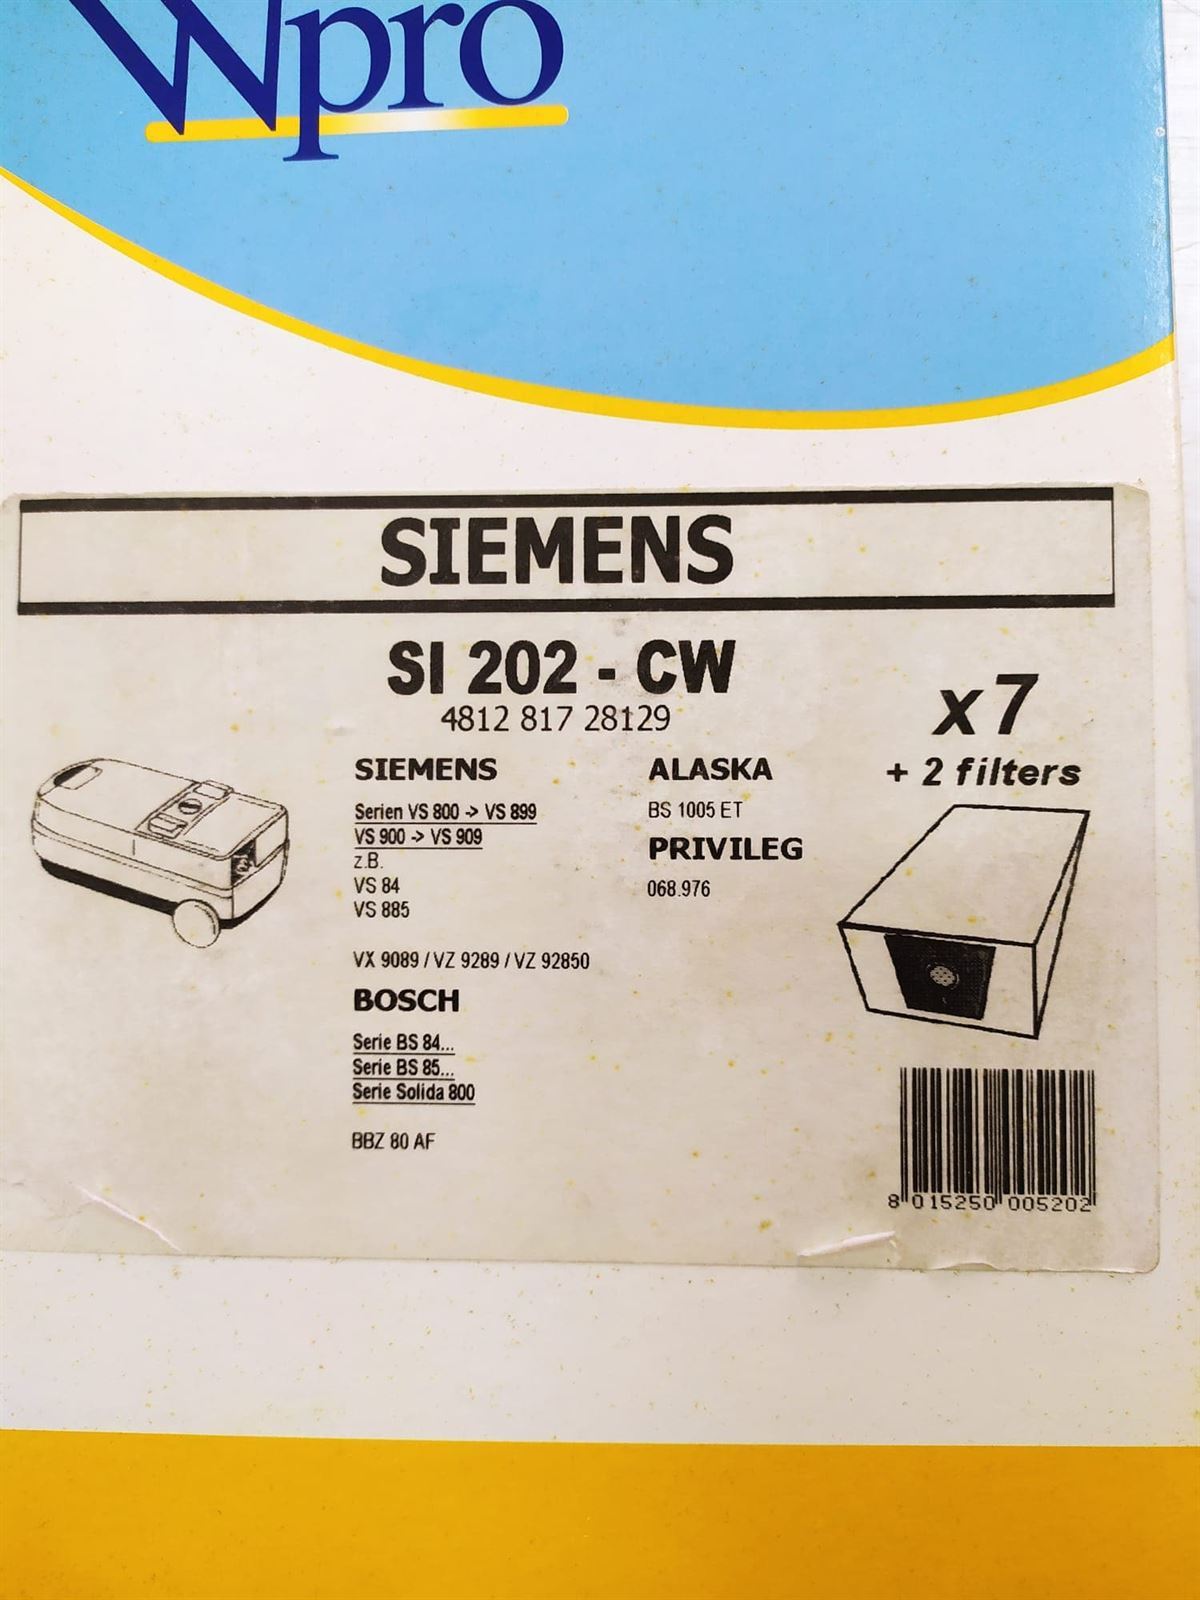 Wpro
SIEMENS
SI 202 - CW
4812 817 28129
x7
+ 2 filters
SIEMENS
Serien VS 800 -> VS 899
VS 900 -> VS 909
z.B.
VS 84
VS 885
VX 9089 / VZ 9289 / VZ 92850
BOSCH
Serie BS 84...
Serie BS 85...
Serie Solida 800
BBZ 80 AF
ALASKA
BS 1005 ET
PRIVILEG
068.976
8 015250 005202